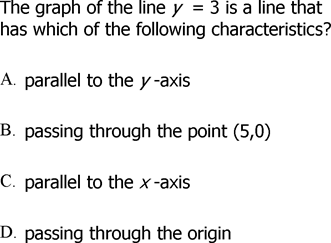 The graph of the line y = 3 is a line that
has which of the following characteristics?
A. parallel to the y-axis
B. passing through the point (5,0)
C. parallel to the x-axis
D. passing through the origin